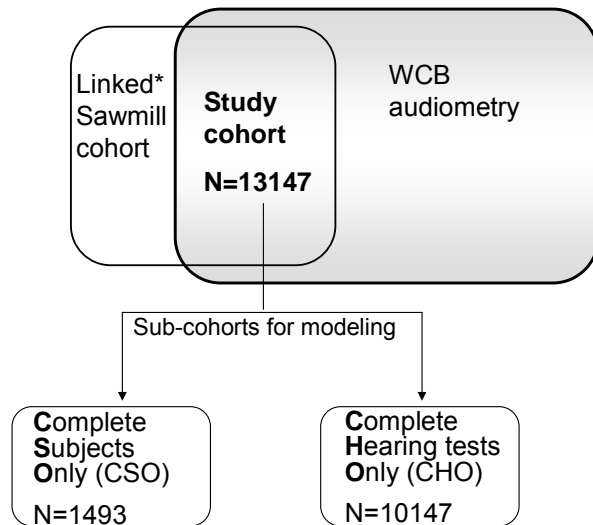 Linked*
Sawmill
cohort
Study
cohort
N=13147
WCB
audiometry
Sub-cohorts for modeling
Complete
Subjects
Only (CSO)
N=1493
Complete
Hearing tests
Only (CHO)
N=10147